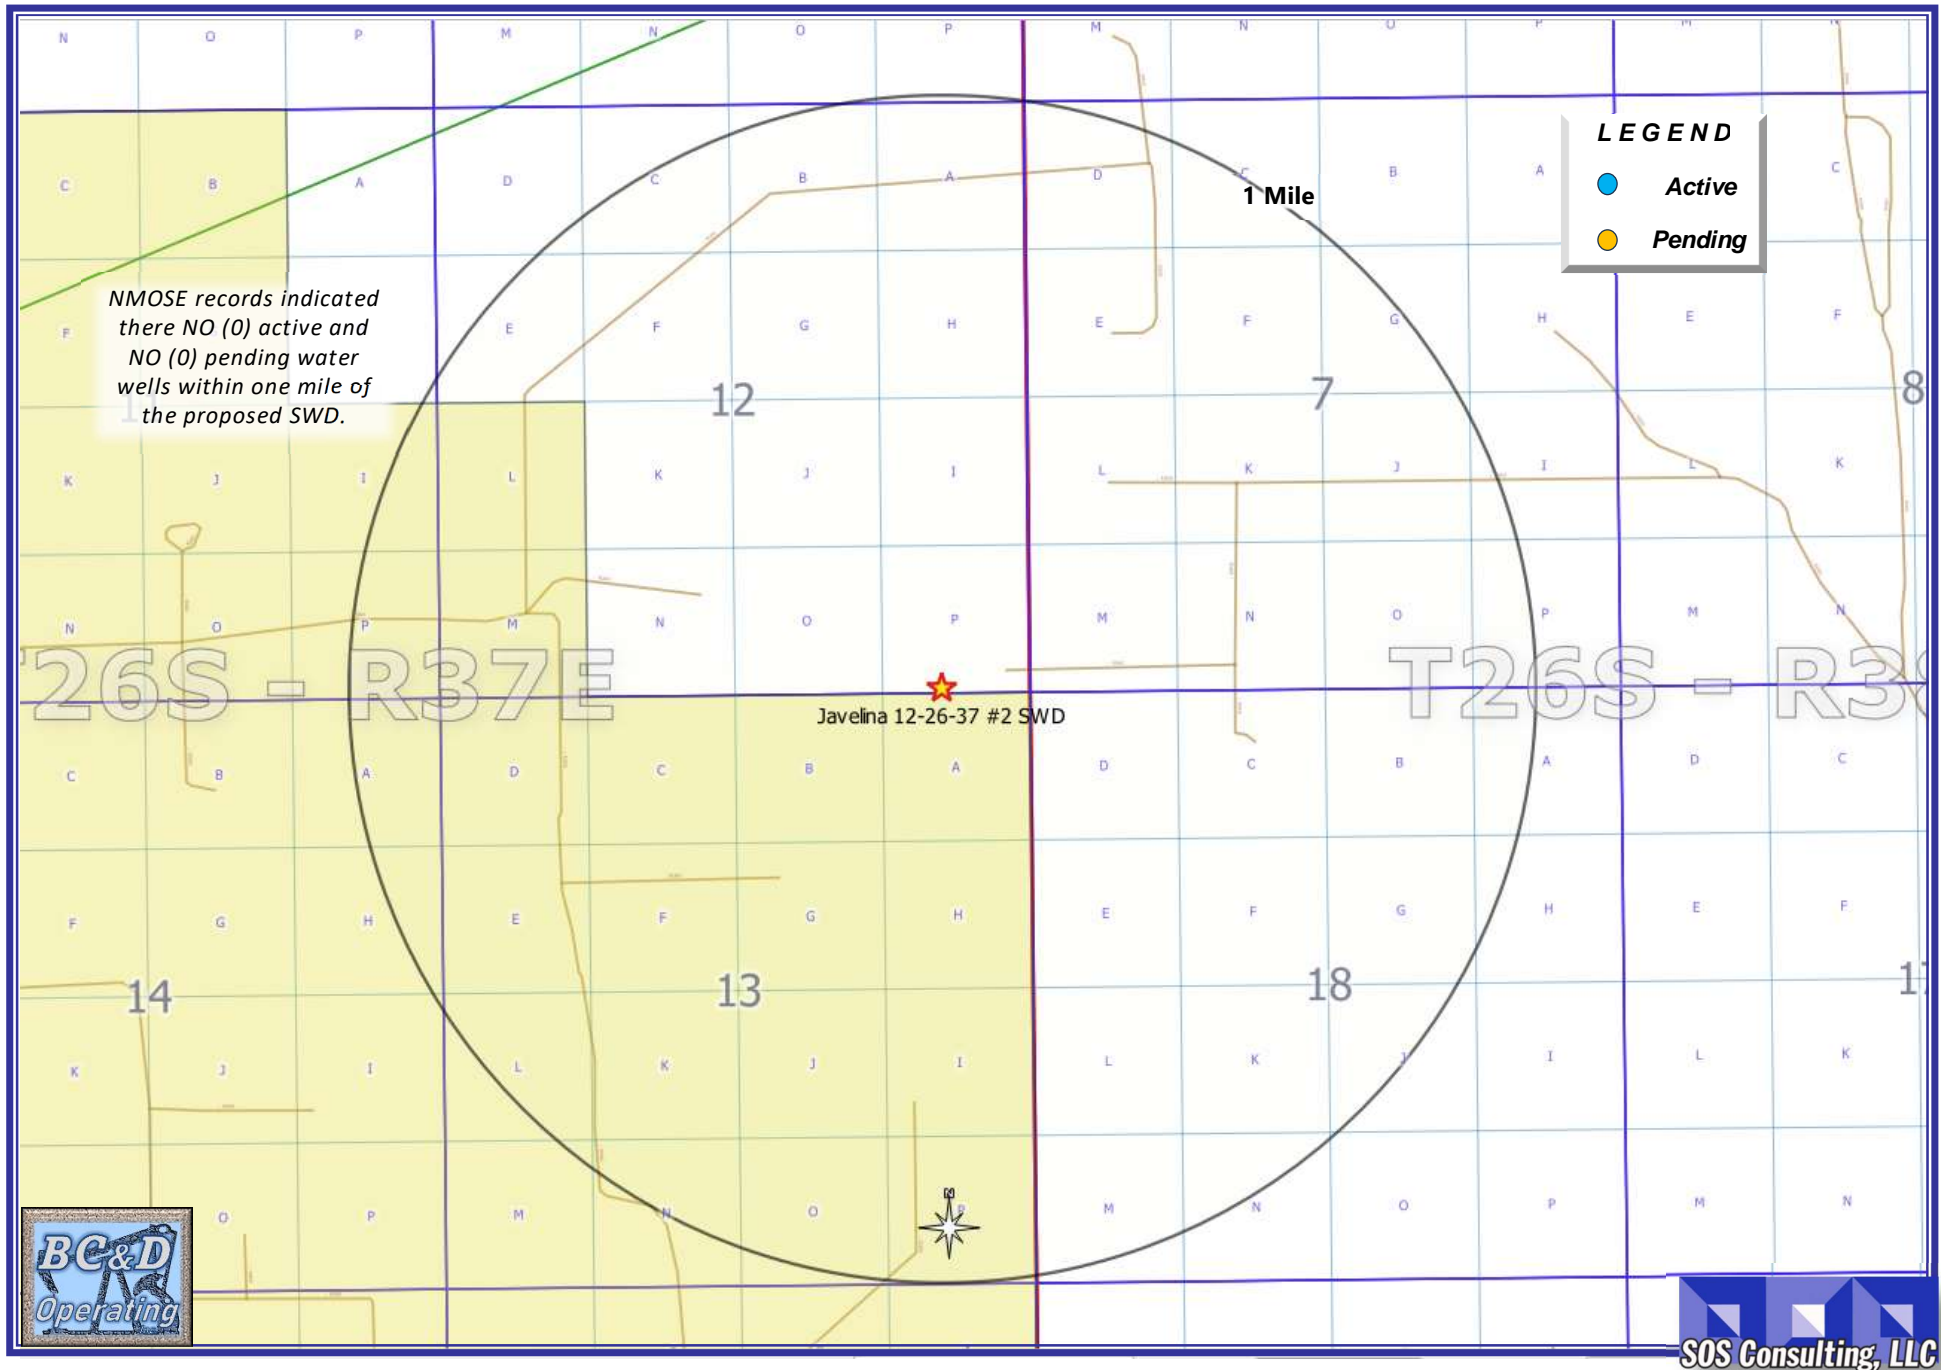 N O P M N O P M N O P M N
LEGEND
Active
Pending
C B A D C B A D C B A C
1 Mile
NMOSE records indicated
there NO (0) active and
NO (0) pending water
wells within one mile of
the proposed SWD.
F E F G H E F G H E F
11 12 7 8
K J I L K J I L K J I L K
N O P M N O P M N O P M N
T26S - R37E T26S -
Javelina 12-26-37 #2 SWD
C B A D C B A D C B A D C
F G H E F G H E F G H E F
14 13 18
K J I L K J I L K J I L K
N
O P M N O P M N O P M N
BC&D
Operating
SOS Consulting, LLC